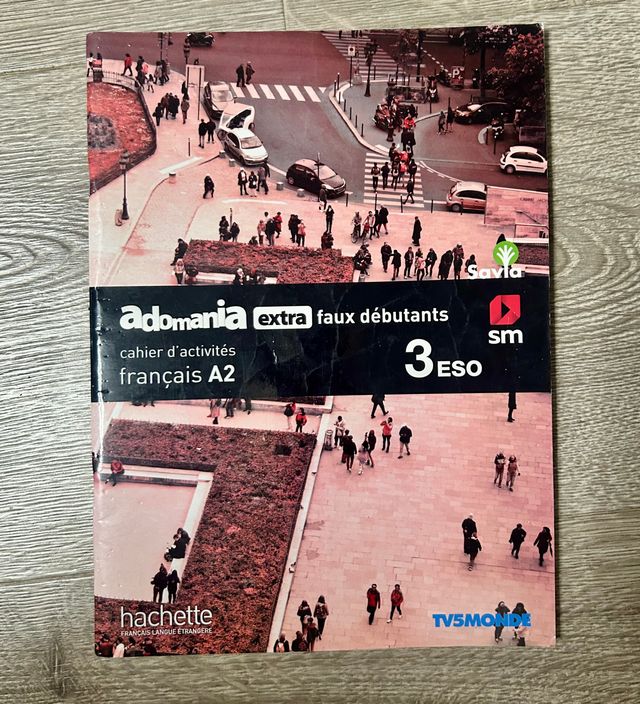 Savia
adomania extra faux débutants
sm
cahier d'activités
français A2
3 ESO
hachette
FRANÇAIS LANGUE ÉTRANGÈRE
TV5MONDE